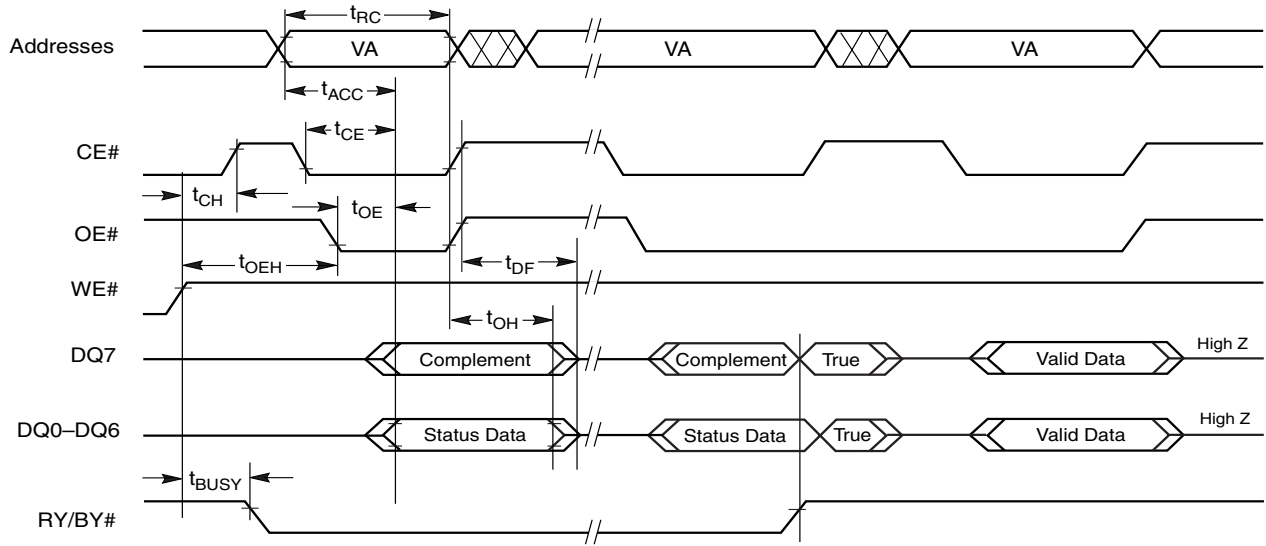 tRC
Addresses VA VA VA
tACC
tCE
CE#
tCH
tOE
OE#
tOEH
tDF
WE#
tOH
DQ7 Complement Complement True Valid Data High Z
DQ0–DQ6 Status Data Status Data True Valid Data High Z
tBUSY
RY/BY#